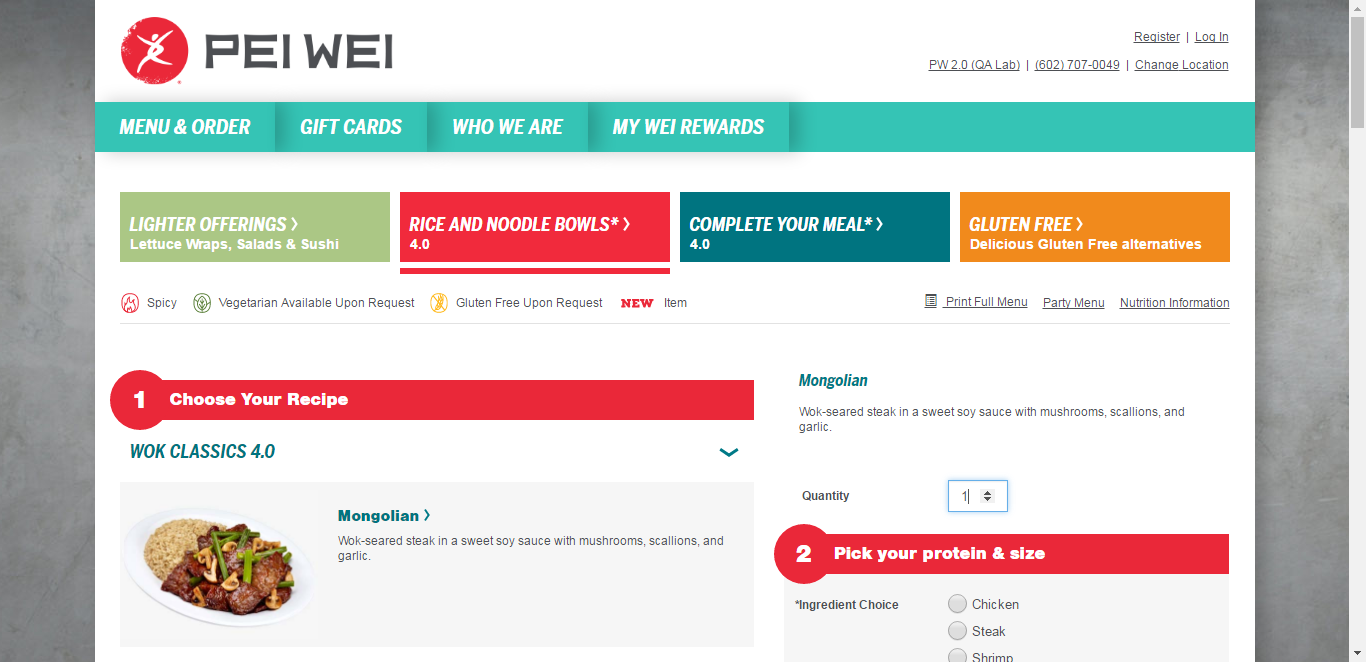 PEI WEI
Register | Log In
PW 2.0 (QA Lab) | (602) 707-0049 | Change Location
MENU & ORDER
GIFT CARDS
WHO WE ARE
MY WEI REWARDS
LIGHTER OFFERINGS >
Lettuce Wraps, Salads & Sushi
RICE AND NOODLE BOWLS* >
4.0
COMPLETE YOUR MEAL* >
4.0
GLUTEN FREE >
Delicious Gluten Free alternatives
Spicy
Vegetarian Available Upon Request
Gluten Free Upon Request
NEW Item
Print Full Menu
Party Menu
Nutrition Information
1 Choose Your Recipe
WOK CLASSICS 4.0
Mongolian >
Wok-seared steak in a sweet soy sauce with mushrooms, scallions, and
garlic.
Mongolian
Wok-seared steak in a sweet soy sauce with mushrooms, scallions, and
garlic.
Quantity
1
2 Pick your protein & size
*Ingredient Choice
Chicken
Steak
Shrimp